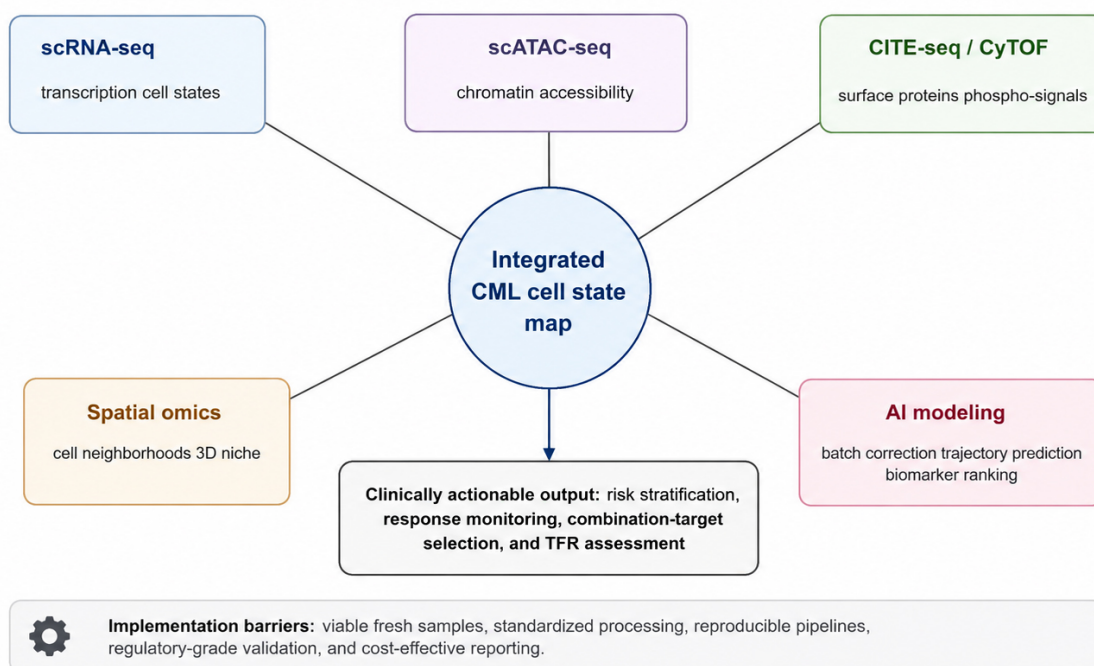 scRNA-seq
transcription cell states
scATAC-seq
chromatin accessibility
CITE-seq / CyTOF
surface proteins phospho-signals
Integrated
CML cell state
map
Spatial omics
cell neighborhoods 3D niche
AI modeling
batch correction trajectory prediction
biomarker ranking
Clinically actionable output: risk stratification,
response monitoring, combination-target
selection, and TFR assessment
Implementation barriers: viable fresh samples, standardized processing, reproducible pipelines,
regulatory-grade validation, and cost-effective reporting.